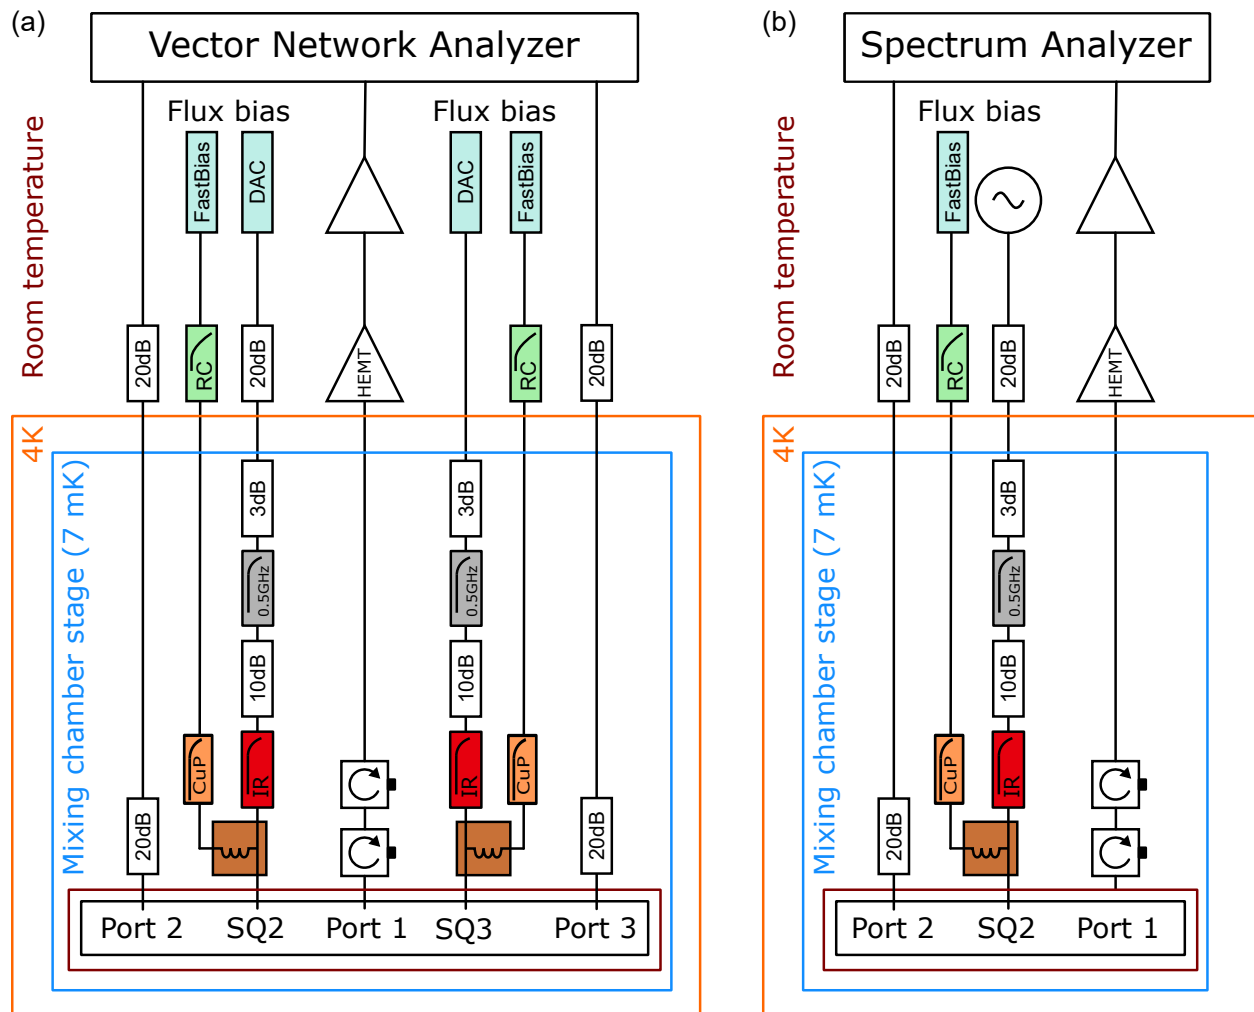 (a)
Vector Network Analyzer
Flux bias
Flux bias
FastBias
DAC
DAC
FastBias
Room temperature
20dB
RC
20dB
HEMT
RC
20dB
4K
Mixing chamber stage (7 mK)
3dB
3dB
0.5GHz
0.5GHz
10dB
10dB
CuP
IR
IR
CuP
20dB
20dB
Port 2
SQ2
Port 1
SQ3
Port 3
(b)
Spectrum Analyzer
Flux bias
FastBias
Room temperature
20dB
RC
20dB
HEMT
4K
Mixing chamber stage (7 mK)
3dB
0.5GHz
10dB
CuP
IR
20dB
Port 2
SQ2
Port 1